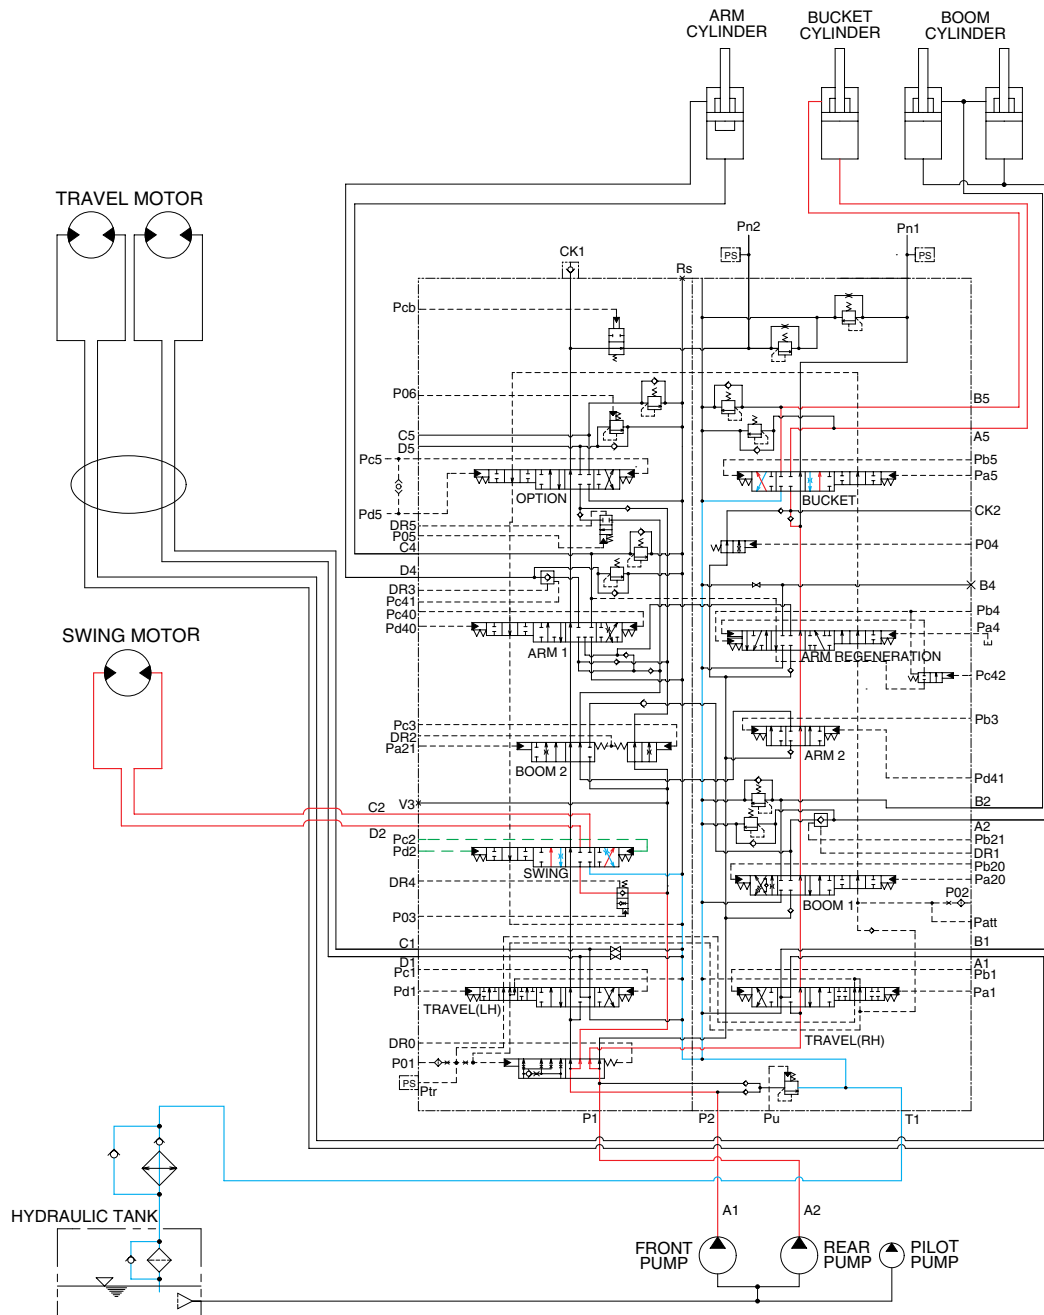 ARM
CYLINDER
BUCKET
CYLINDER
BOOM
CYLINDER
TRAVEL MOTOR
Pn2
Pn1
CK1
PS
PS
Rs
Pcb
P06
B5
C5
D5
A5
Pc5
Pb5
Pa5
OPTION
BUCKET
Pd5
CK2
DR5
P05
P04
C4
D4
B4
DR3
Pc41
Pc40
Pb4
Pd40
Pa4
E
SWING MOTOR
ARM 1
ARM REGENERATION
Pc42
Pc3
Pb3
DR2
Pa21
ARM 2
BOOM 2
Pd41
C2
V3
B2
D2
A2
Pc2
Pb21
Pd2
DR1
SWING
Pb20
DR4
Pa20
P02
BOOM 1
P03
Patt
C1
B1
D1
A1
Pc1
Pb1
Pd1
Pa1
TRAVEL(LH)
TRAVEL(RH)
DR0
P01
PS
Ptr
P1
P2
Pu
T1
HYDRAULIC TANK
A1
A2
FRONT
PUMP
REAR
PUMP
PILOT
PUMP